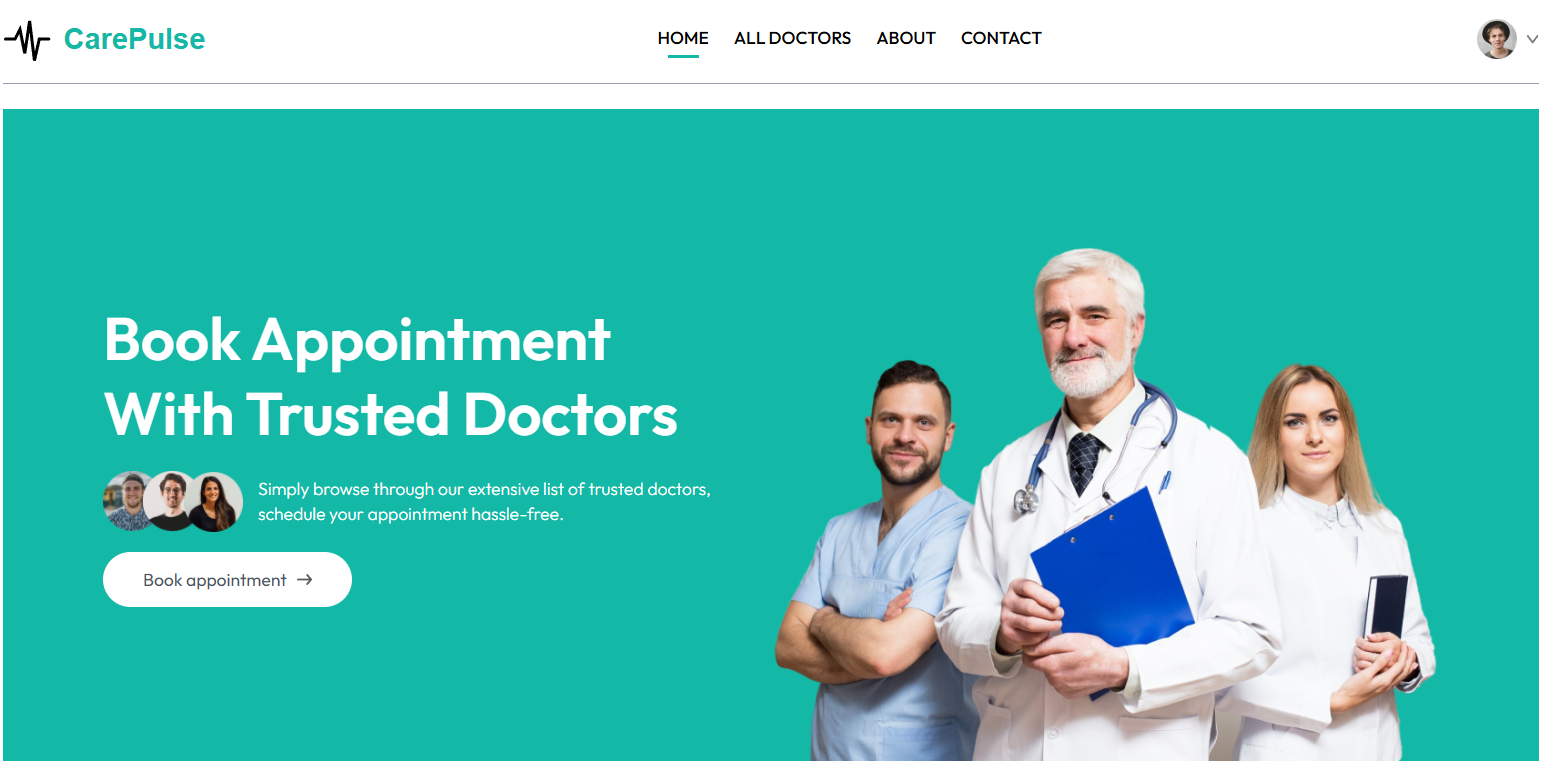 CarePulse
HOME
ALL DOCTORS
ABOUT
CONTACT
Book Appointment
With Trusted Doctors
Simply browse through our extensive list of trusted doctors,
schedule your appointment hassle-free.
Book appointment →